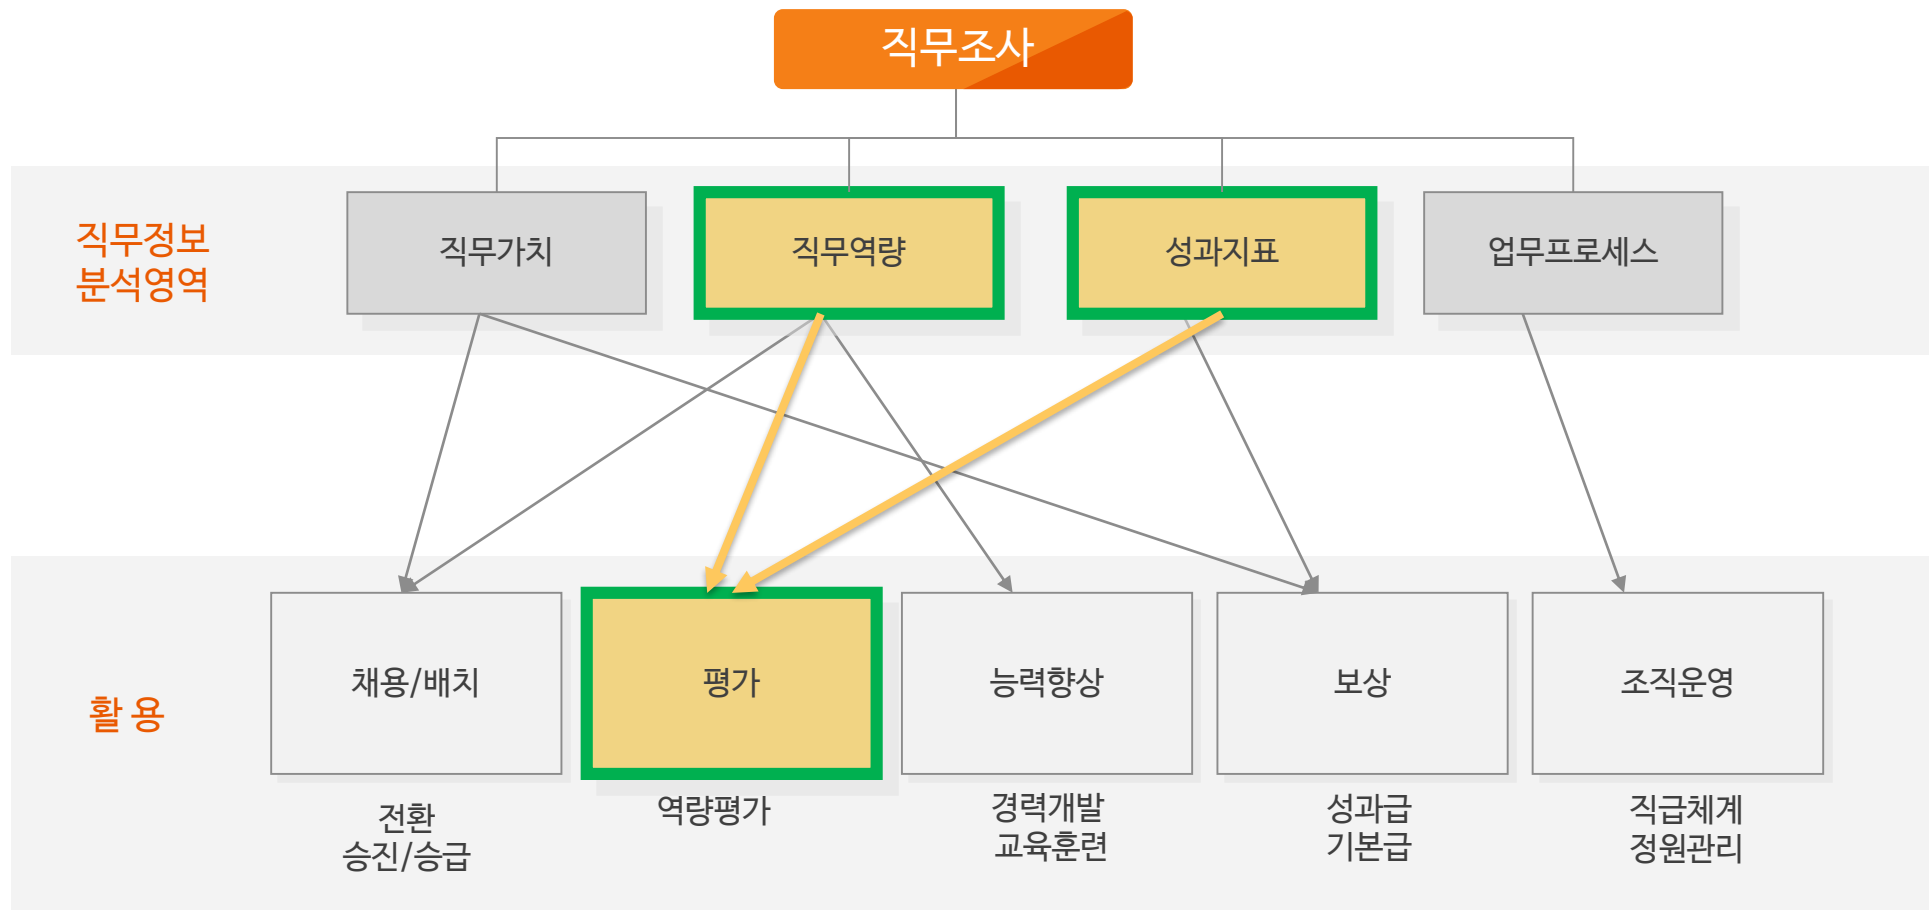 직무조사
직무정보
분석영역
직무가치
직무역량
성과지표
업무프로세스
활 용
채용/배치
평가
능력향상
보상
조직운영
전환
승진/승급
역량평가
경력개발
교육훈련
성과급
기본급
직급체계
정원관리